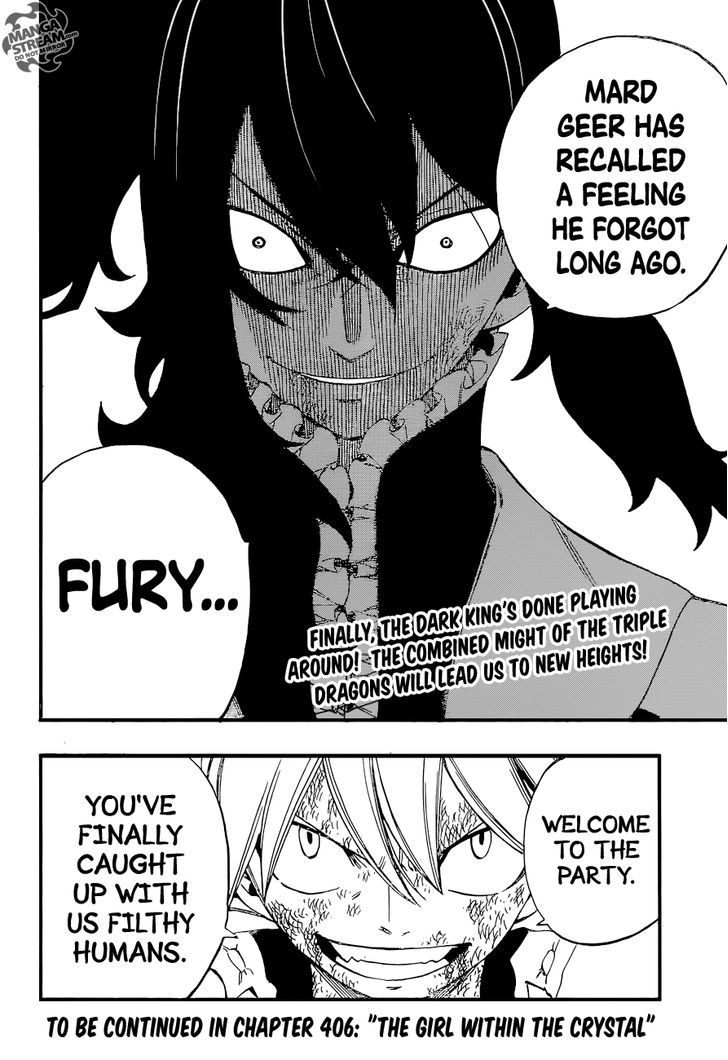 MANGA
STREAM
DO NOT MIRROR
MARD
GEER HAS
RECALLED
A FEELING
HE FORGOT
LONG AGO.
FURY...
FINALLY, THE DARK KING'S DONE PLAYING
AROUND! THE COMBINED MIGHT OF THE TRIPLE
DRAGONS WILL LEAD US TO NEW HEIGHTS!
WELCOME
TO THE
PARTY.
YOU'VE
FINALLY
CAUGHT
UP WITH
US FILTHY
HUMANS.
TO BE CONTINUED IN CHAPTER 406: "THE GIRL WITHIN THE CRYSTAL"